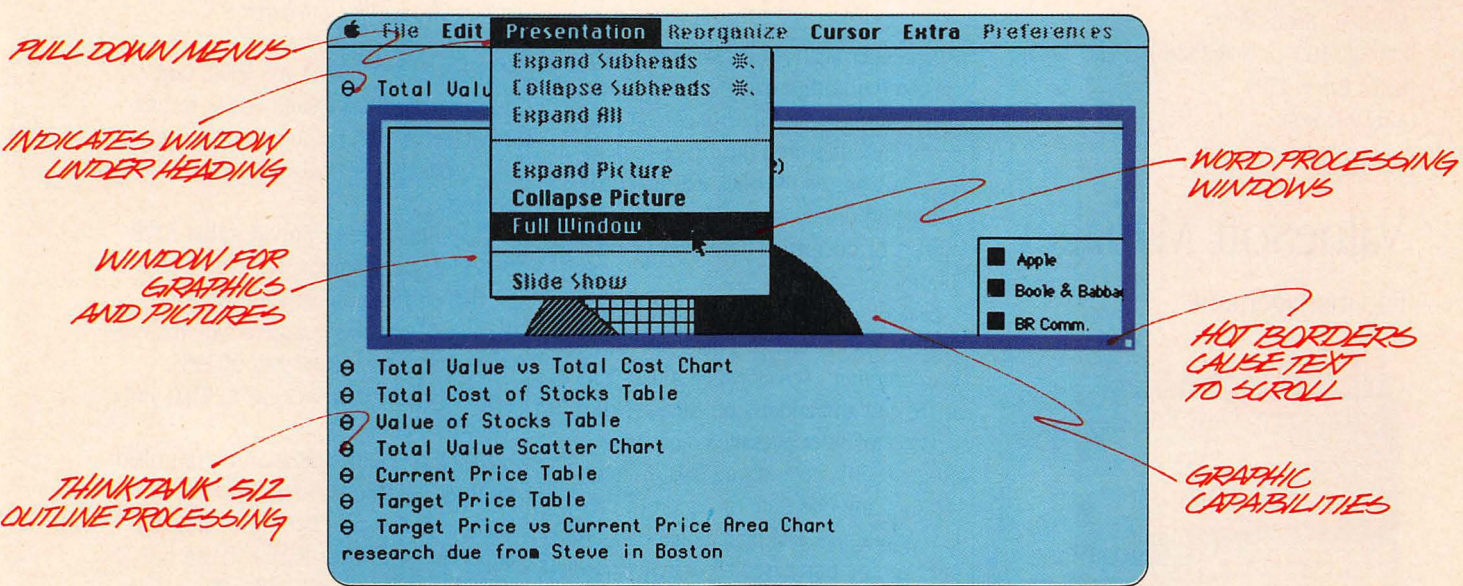 File Edit Presentation Reorganize Cursor Extra Preferences
PULL DOWN MENUS
INDICATES WINDOW
UNDER HEADING
WINDOW FOR
GRAPHICS
AND PICTURES
THINKTANK 512
OUTLINE PROCESSING
Total Valu
Expand Subheads
Collapse Subheads
Expand All
Expand Picture
Collapse Picture
Full Window
Slide Show
2)
Apple
Boole & Babba
BR Comm.
Total Value vs Total Cost Chart
Total Cost of Stocks Table
Value of Stocks Table
Total Value Scatter Chart
Current Price Table
Target Price Table
Target Price vs Current Price Area Chart
research due from Steve in Boston
WORD PROCESSING
WINDOWS
HOT BORDERS
CAUSE TEXT
TO SCROLL
GRAPHIC
CAPABILITIES